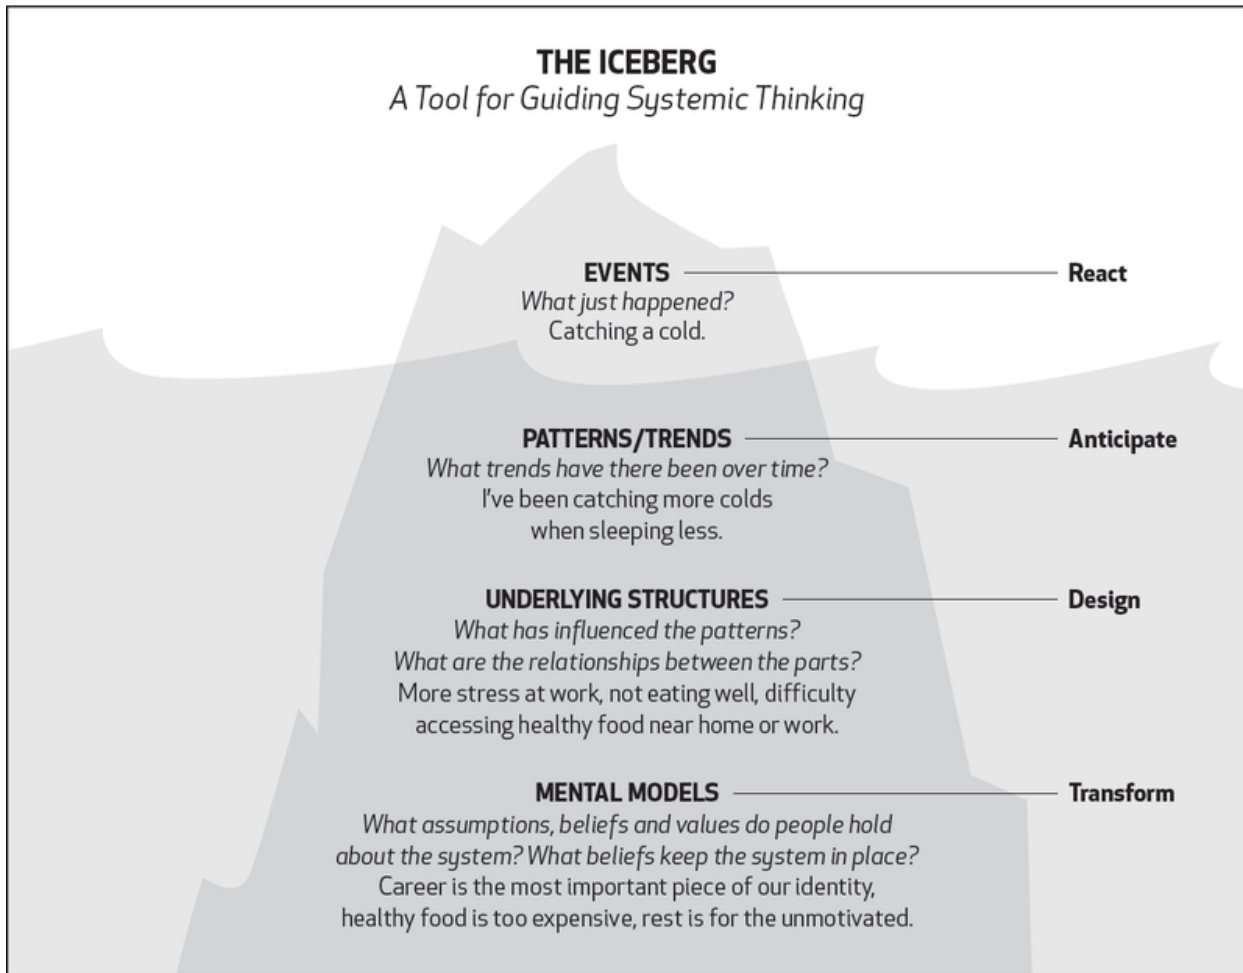 THE ICEBERG
A Tool for Guiding Systemic Thinking
EVENTS React
What just happened?
Catching a cold.
PATTERNS/TRENDS Anticipate
What trends have there been over time?
I've been catching more colds
when sleeping less.
UNDERLYING STRUCTURES Design
What has influenced the patterns?
What are the relationships between the parts?
More stress at work, not eating well, difficulty
accessing healthy food near home or work.
MENTAL MODELS Transform
What assumptions, beliefs and values do people hold
about the system? What beliefs keep the system in place?
Career is the most important piece of our identity,
healthy food is too expensive, rest is for the unmotivated.